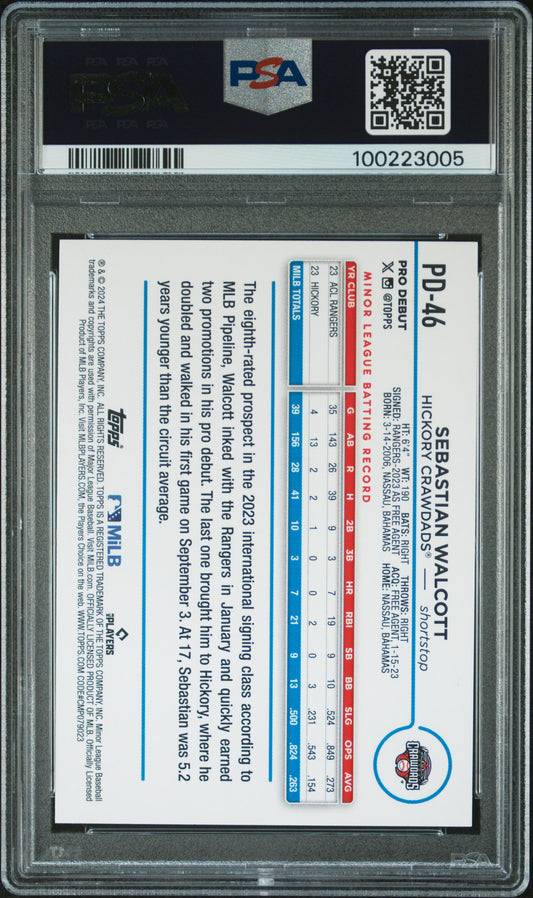 PSA
PSA PSA PSA
PSA
PSA PSA PSA
100223005
PD-46
PRO DEBUT
@TOPPS
SEBASTIAN WALCOTT
HICKORY CRAWDADS® — shortstop
HT: 6'4" WT: 190 BATS: RIGHT THROWS: RIGHT
SIGNED: RANGERS-2023 AS FREE AGENT ACQ: FREE AGENT, 1-15-23
BORN: 3-14-2006, NASSAU, BAHAMAS HOME: NASSAU, BAHAMAS
CRAWDADS
MINOR LEAGUE BATTING RECORD
YR CLUB G AB R H 2B 3B HR RBI SB BB SLG OPS AVG
23 ACL RANGERS 35 143 26 39 9 3 7 19 9 10 .524 .849 .273
23 HICKORY 4 13 2 2 1 0 0 2 0 3 .231 .543 .154
MILB TOTALS 39 156 28 41 10 3 7 21 9 13 .500 .824 .263
The eighth-rated prospect in the 2023 international signing class according to
MLB Pipeline, Walcott inked with the Rangers in January and quickly earned
two promotions in his pro debut. The last one brought him to Hickory, where he
doubled and walked in his first game on September 3. At 17, Sebastian was 5.2
years younger than the circuit average.
topps
MiLB
PLAYERS
® & © 2024 THE TOPPS COMPANY, INC. ALL RIGHTS RESERVED. TOPPS IS A REGISTERED TRADEMARK OF THE TOPPS COMPANY, INC. Minor League Baseball
trademarks and copyrights are used with permission of Major League Baseball. Visit MiLB.com. OFFICIALLY LICENSED PRODUCT OF MLB. Officially Licensed
Product of MLB Players, Inc. Visit MLBPLAYERS.COM, the Players Choice on the web. WWW.TOPPS.COM CODE#CMP079023
PSA